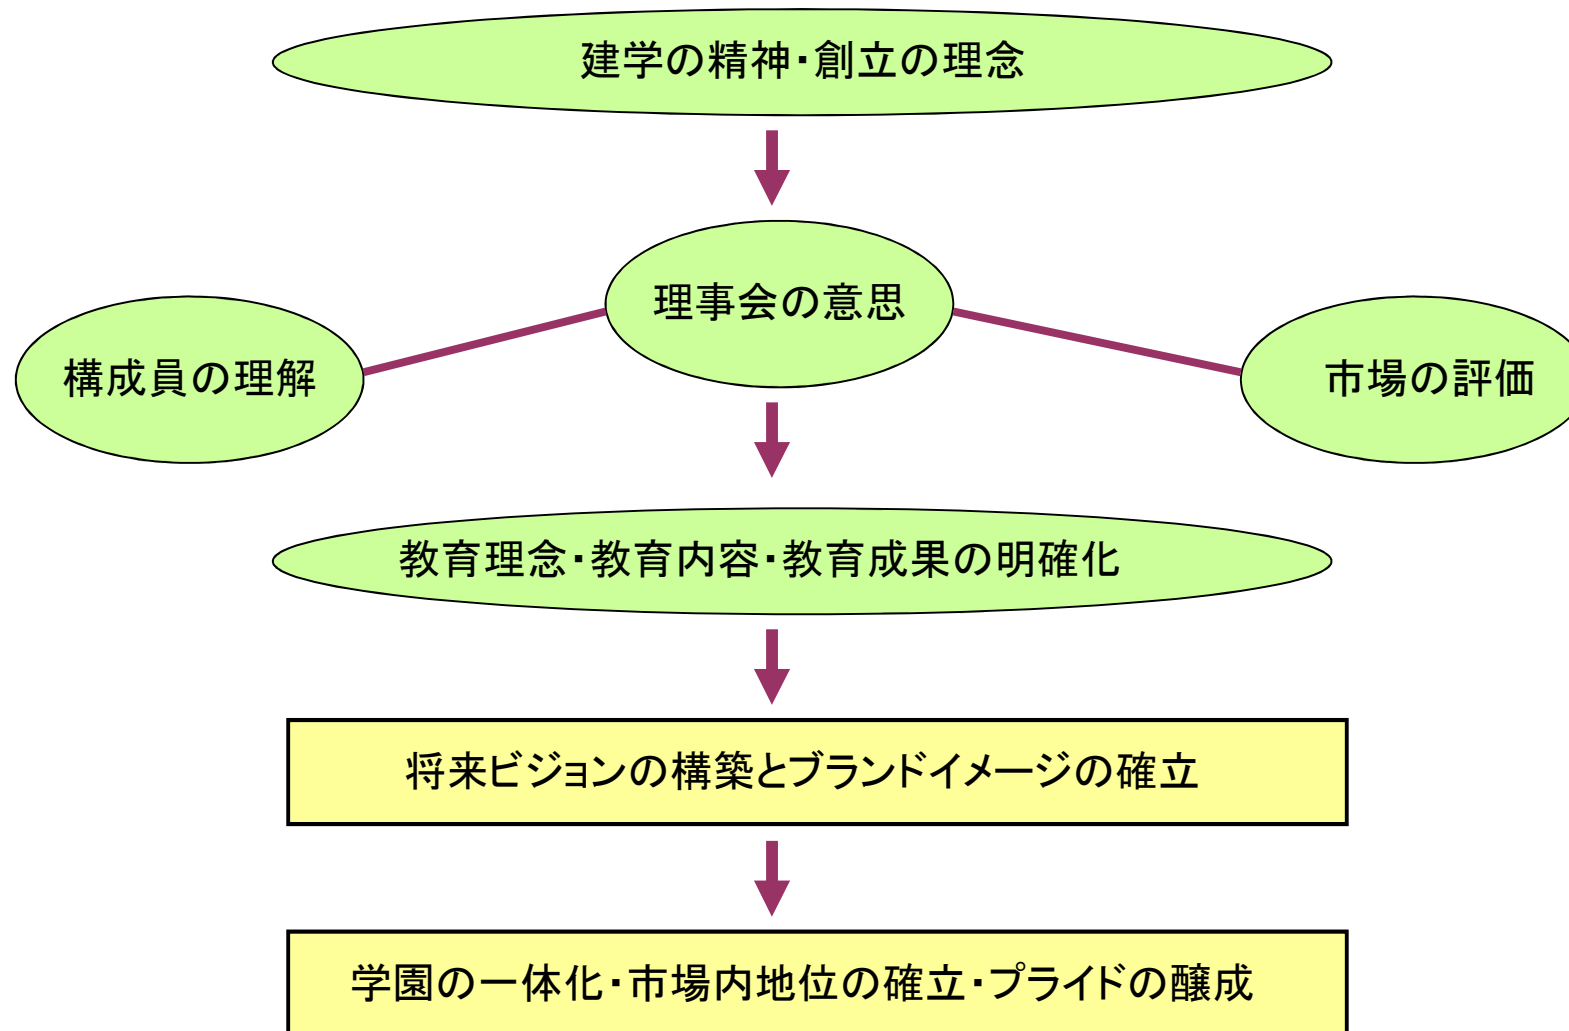 建学の精神・創立の理念
理事会の意思
構成員の理解
市場の評価
教育理念・教育内容・教育成果の明確化
将来ビジョンの構築とブランドイメージの確立
学園の一体化・市場内地位の確立・プライドの醸成